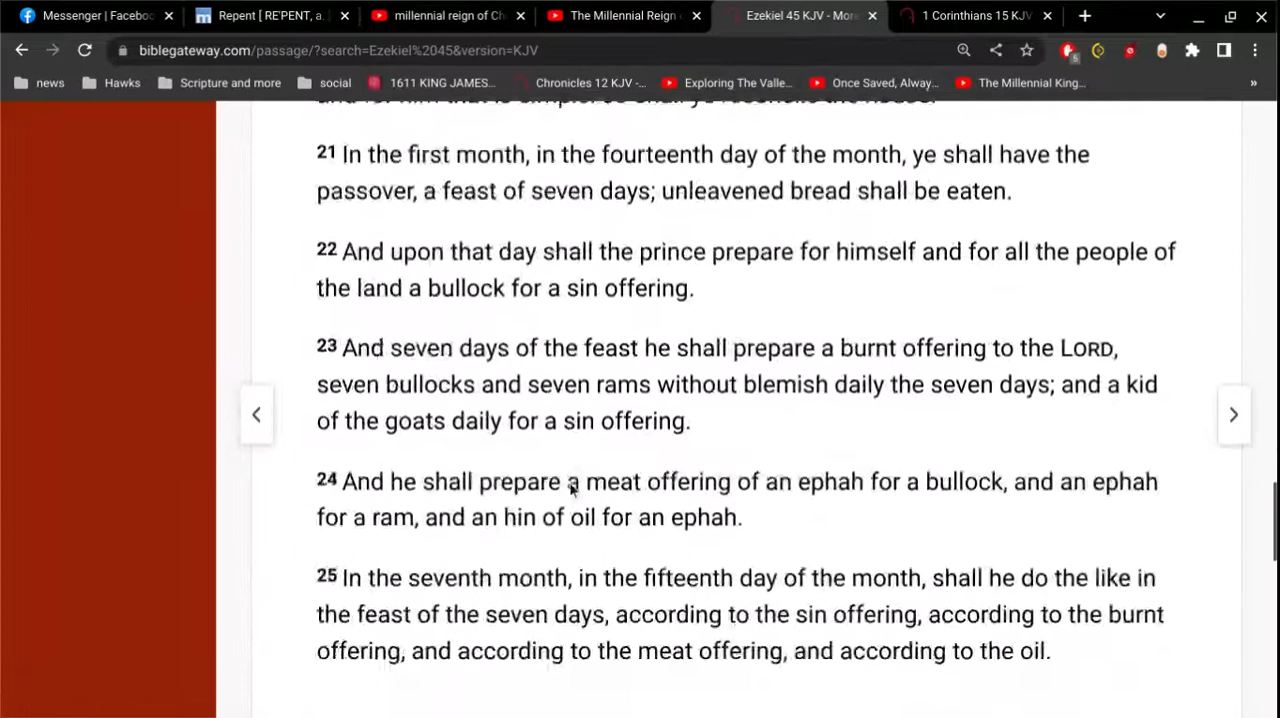 Messenger | Faceboo
Repent [ RE'PENT, a.
millennial reign of Ch
The Millennial Reign
Ezekiel 45 KJV - Mon
1 Corinthians 15 KJV
biblegateway.com/passage/?search=Ezekiel%2045&version=KJV
5
news
Hawks
Scripture and more
social
1611 KING JAMES...
Chronicles 12 KJV -...
Exploring The Valle...
Once Saved, Alway...
The Millennial King...
»
21 In the first month, in the fourteenth day of the month, ye shall have the
passover, a feast of seven days; unleavened bread shall be eaten.
22 And upon that day shall the prince prepare for himself and for all the people of
the land a bullock for a sin offering.
23 And seven days of the feast he shall prepare a burnt offering to the LORD,
seven bullocks and seven rams without blemish daily the seven days; and a kid
of the goats daily for a sin offering.
24 And he shall prepare a meat offering of an ephah for a bullock, and an ephah
for a ram, and an hin of oil for an ephah.
25 In the seventh month, in the fifteenth day of the month, shall he do the like in
the feast of the seven days, according to the sin offering, according to the burnt
offering, and according to the meat offering, and according to the oil.